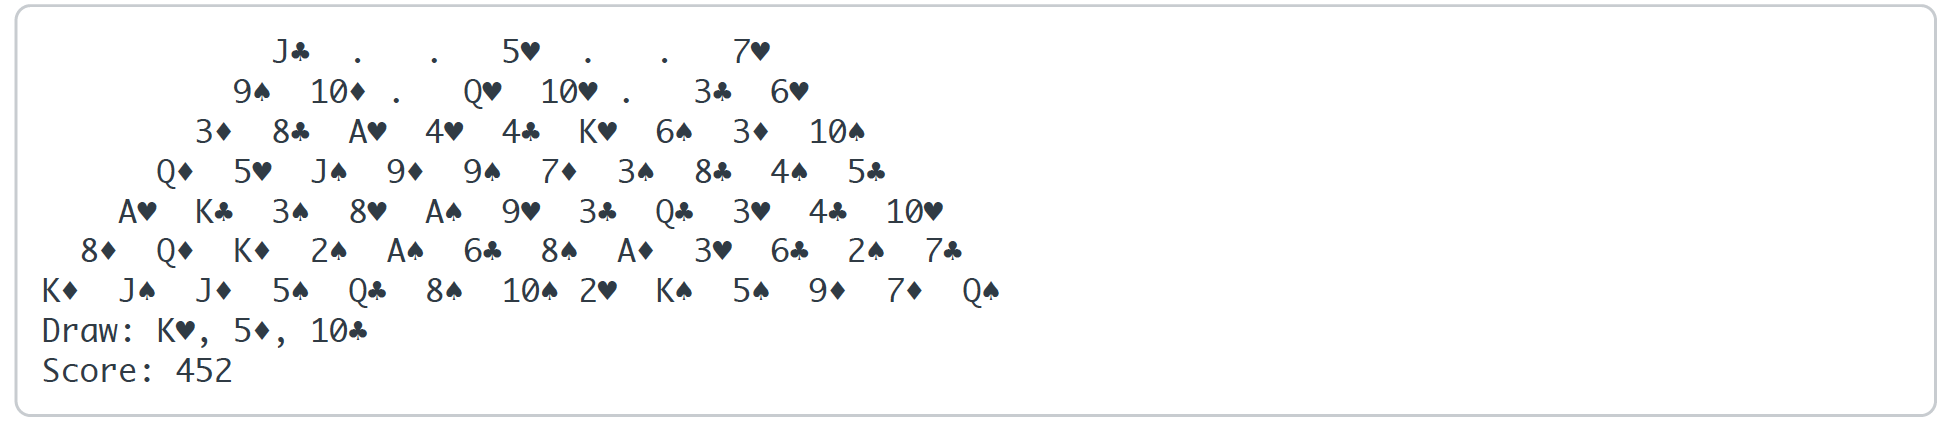 J♣  .   .   5♥  .   .   7♥
          9♠  10♦ .   Q♥  10♥ .   3♣  6♥
        3♦  8♣  A♥  4♥  4♣  K♥  6♠  3♦  10♠
      Q♦  5♥  J♠  9♦  9♠  7♦  3♠  8♣  4♠  5♣
    A♥  K♣  3♠  8♥  A♠  9♥  3♣  Q♣  3♥  4♣  10♥
  8♦  Q♦  K♦  2♠  A♠  6♣  8♠  A♦  3♥  6♣  2♠  7♣
K♦  J♠  J♦  5♠  Q♣  8♠  10♠ 2♥  K♠  5♠  9♦  7♦  Q♠
Draw: K♥, 5♦, 10♣
Score: 452